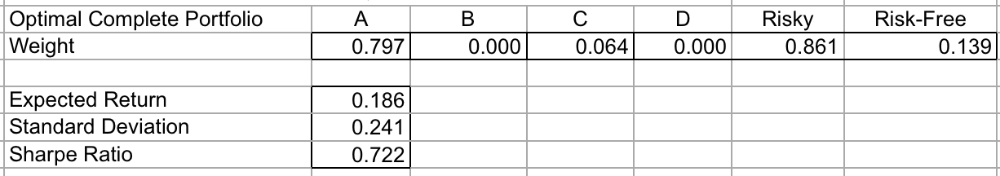 Optimal Complete Portfolio A B C D Risky Risk-Free
Weight 0.797 0.000 0.064 0.000 0.861 0.139
Expected Return 0.186
Standard Deviation 0.241
Sharpe Ratio 0.722